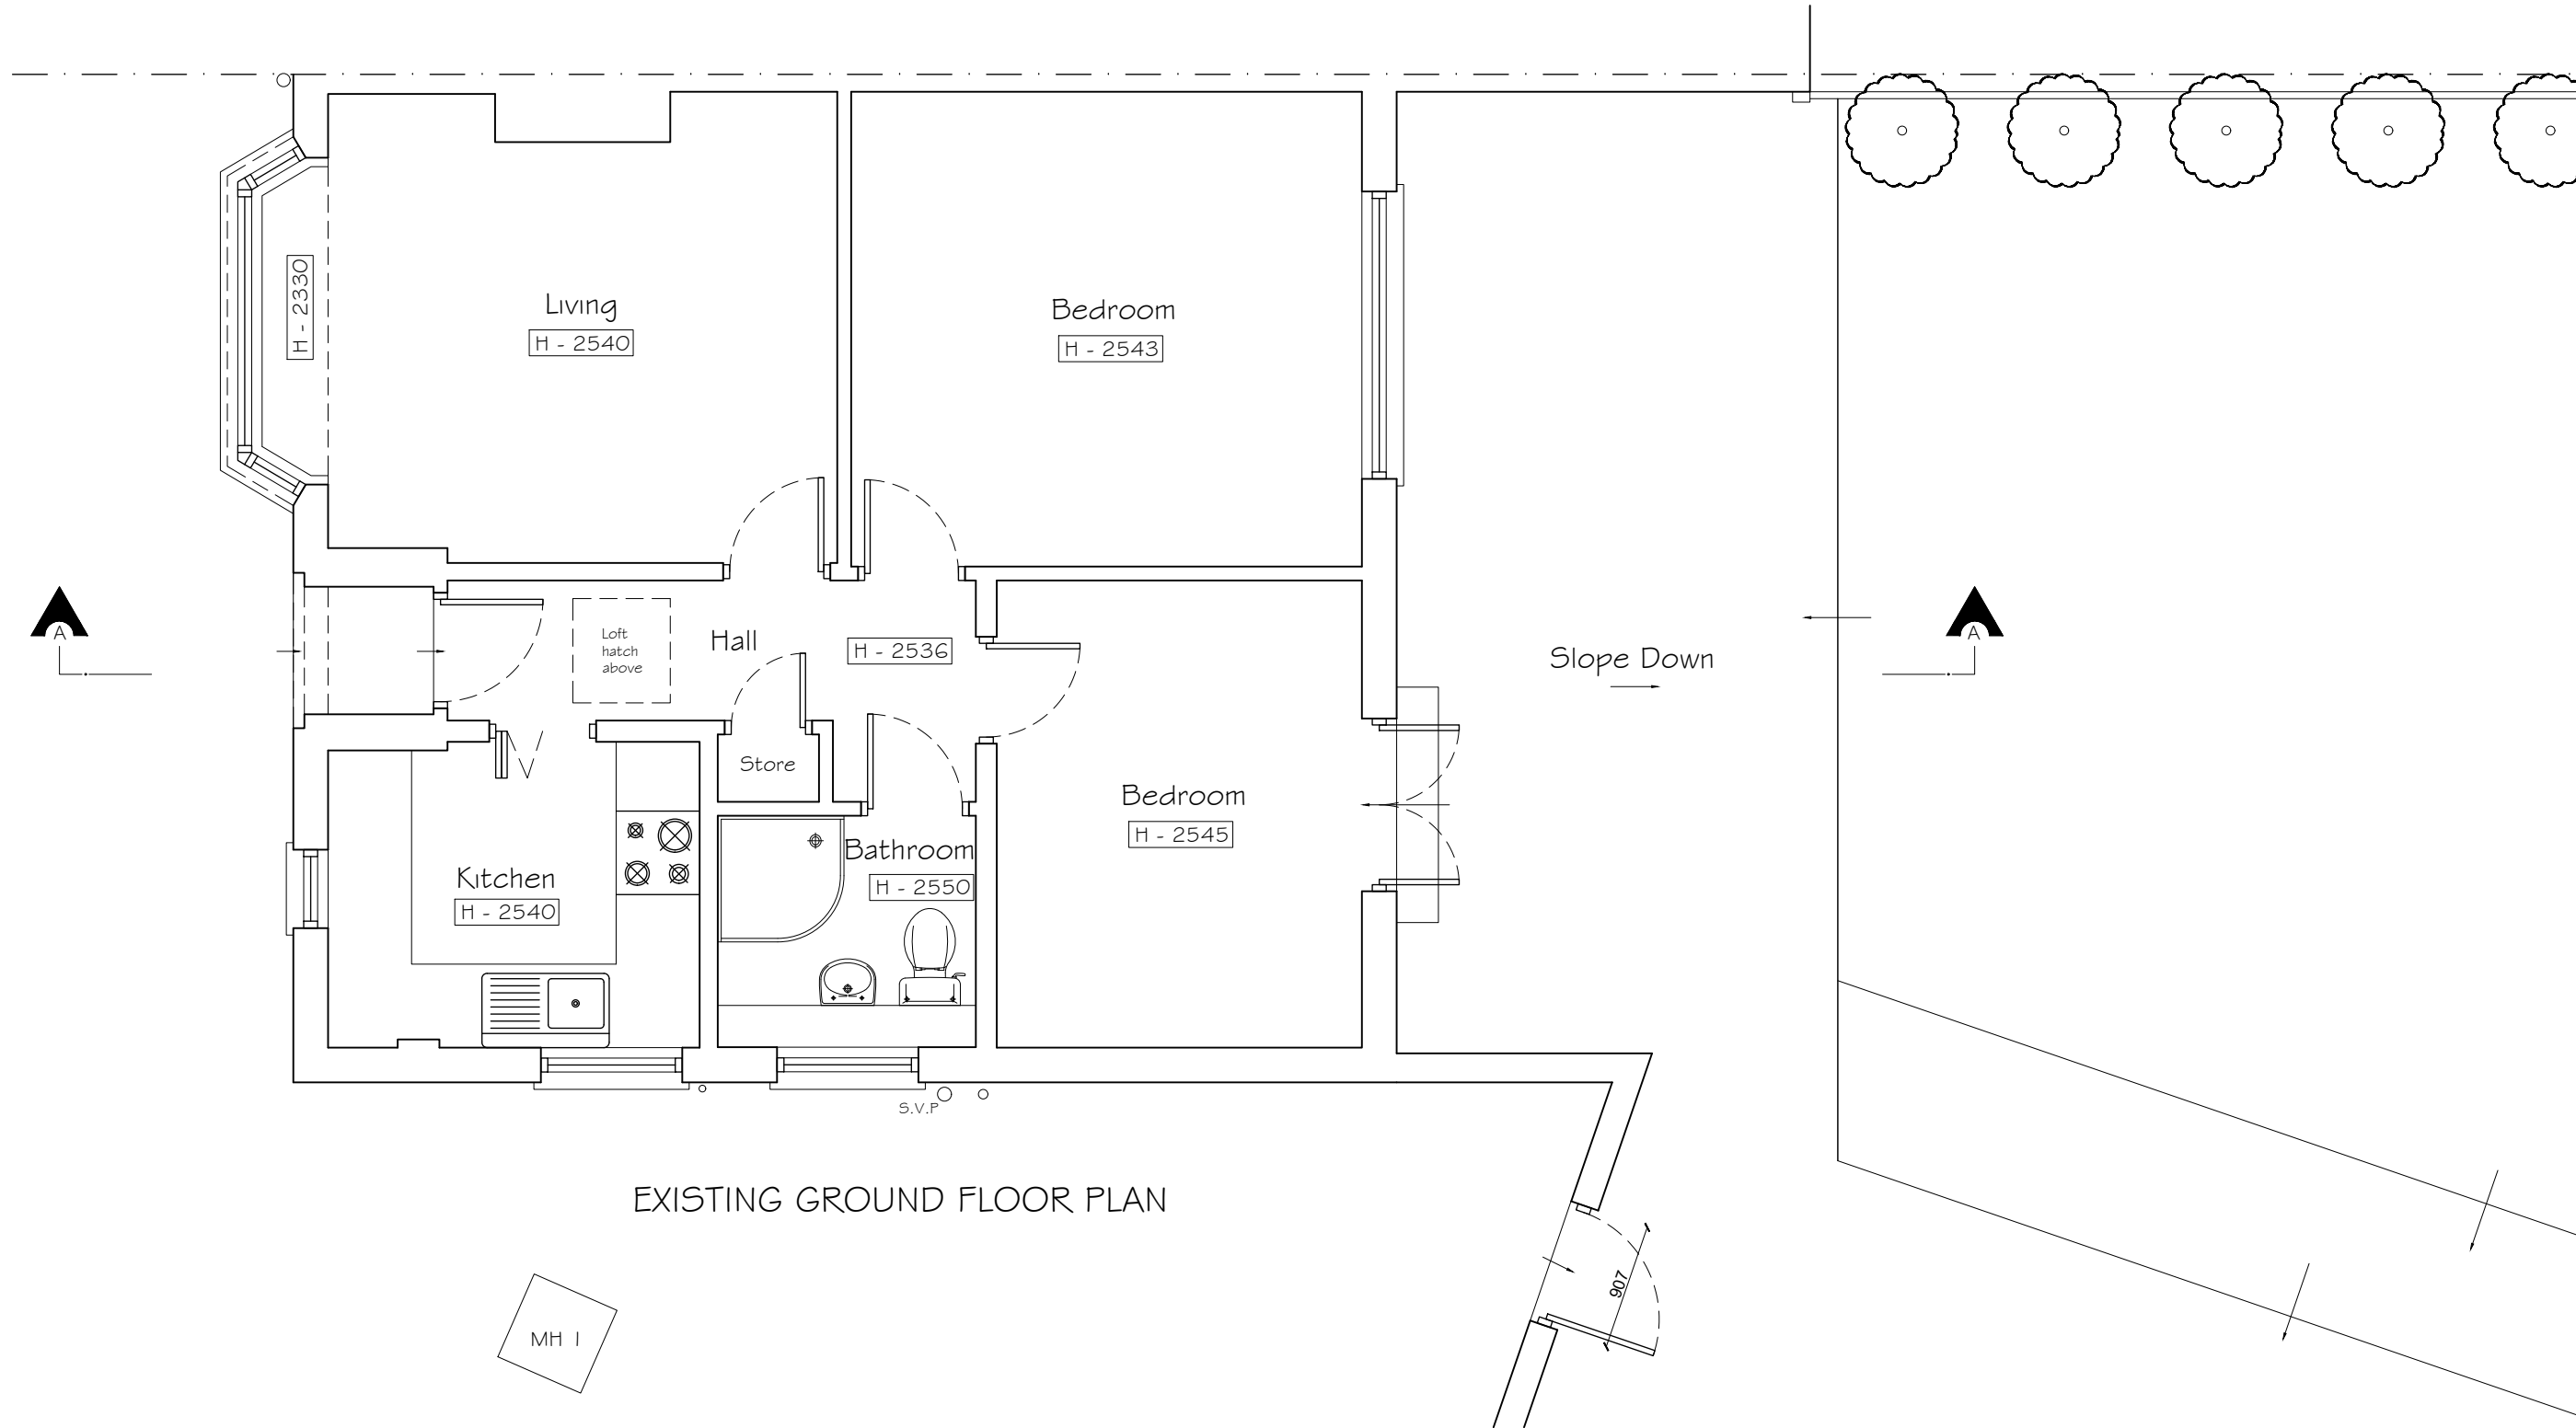 H - 2330
Living
H - 2540
Bedroom
H - 2543
A
Loft
hatch
above
Hall
H - 2536
Slope Down
A
Store
Bedroom
H - 2545
Bathroom
H - 2550
Kitchen
H - 2540
S.V.P
EXISTING GROUND FLOOR PLAN
907
MH 1